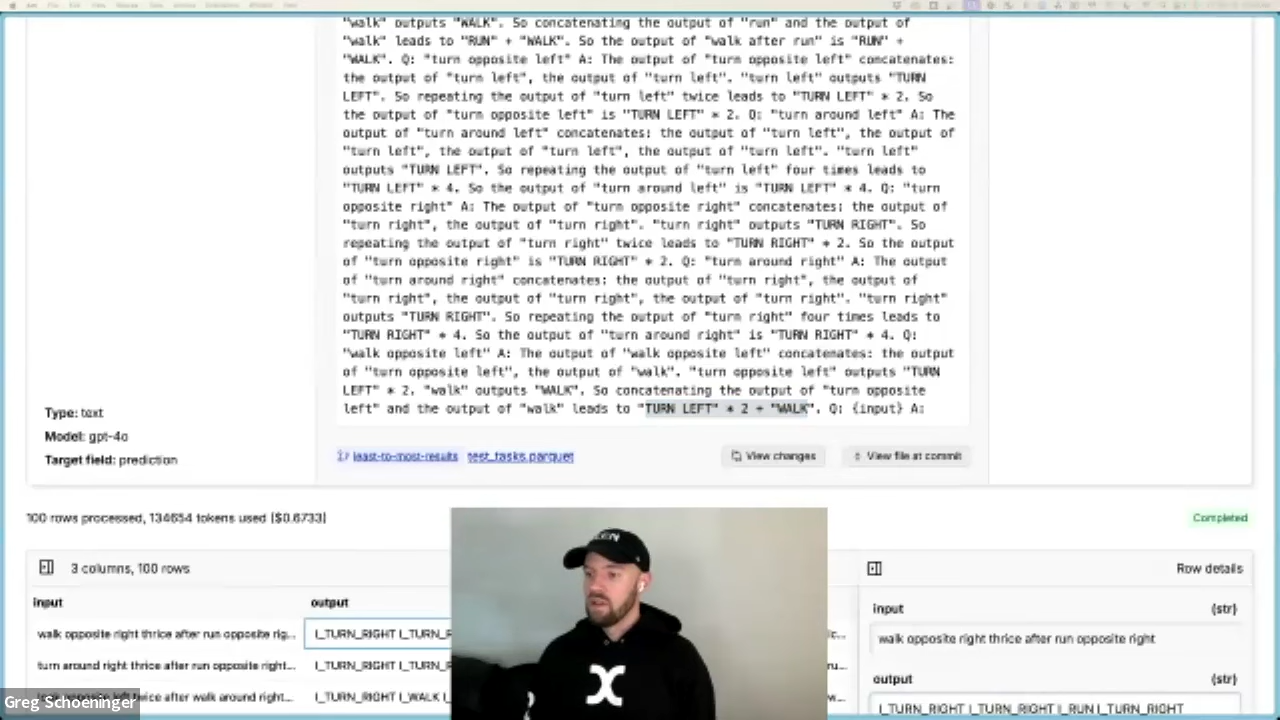 "walk" outputs "WALK". So concatenating the output of "run" and the output of
"walk" leads to "RUN" + "WALK". So the output of "walk after run" is "RUN" +
"WALK". Q: "turn opposite left" A: The output of "turn opposite left" concatenates:
the output of "turn left", the output of "turn left". "turn left" outputs "TURN
LEFT". So repeating the output of "turn left" twice leads to "TURN LEFT" * 2. So
the output of "turn opposite left" is "TURN LEFT" * 2. Q: "turn around left" A: The
output of "turn around left" concatenates: the output of "turn left", the output of
"turn left", the output of "turn left", the output of "turn left". "turn left"
outputs "TURN LEFT". So repeating the output of "turn left" four times leads to
"TURN LEFT" * 4. So the output of "turn around left" is "TURN LEFT" * 4. Q: "turn
opposite right" A: The output of "turn opposite right" concatenates: the output of
"turn right", the output of "turn right". "turn right" outputs "TURN RIGHT". So
repeating the output of "turn right" twice leads to "TURN RIGHT" * 2. So the output
of "turn opposite right" is "TURN RIGHT" * 2. Q: "turn around right" A: The output
of "turn around right" concatenates: the output of "turn right", the output of
"turn right", the output of "turn right", the output of "turn right". "turn right"
outputs "TURN RIGHT". So repeating the output of "turn right" four times leads to
"TURN RIGHT" * 4. So the output of "turn around right" is "TURN RIGHT" * 4. Q:
"walk opposite left" A: The output of "walk opposite left" concatenates: the output
of "turn opposite left", the output of "walk". "turn opposite left" outputs "TURN
LEFT" * 2. "walk" outputs "WALK". So concatenating the output of "turn opposite
left" and the output of "walk" leads to "TURN LEFT" * 2 + "WALK". Q: {input} A:
Type: text
Model: gpt-4o
Target field: prediction
least-to-most-results test_tasks.parquet
View changes
View file at commit
100 rows processed, 134654 tokens used ($0.6733)
Completed
3 columns, 100 rows
Row details
input output
walk opposite right thrice after run opposite rig... I_TURN_RIGHT I_TURN_R
turn around right thrice after run opposite right... I_TURN_RIGHT I_TURN_R
look opposite left twice after walk around right... I_TURN_RIGHT I_WALK I
input (str)
walk opposite right thrice after run opposite right
output (str)
I_TURN_RIGHT I_TURN_RIGHT I_RUN I_TURN_RIGHT
Greg Schoeninger